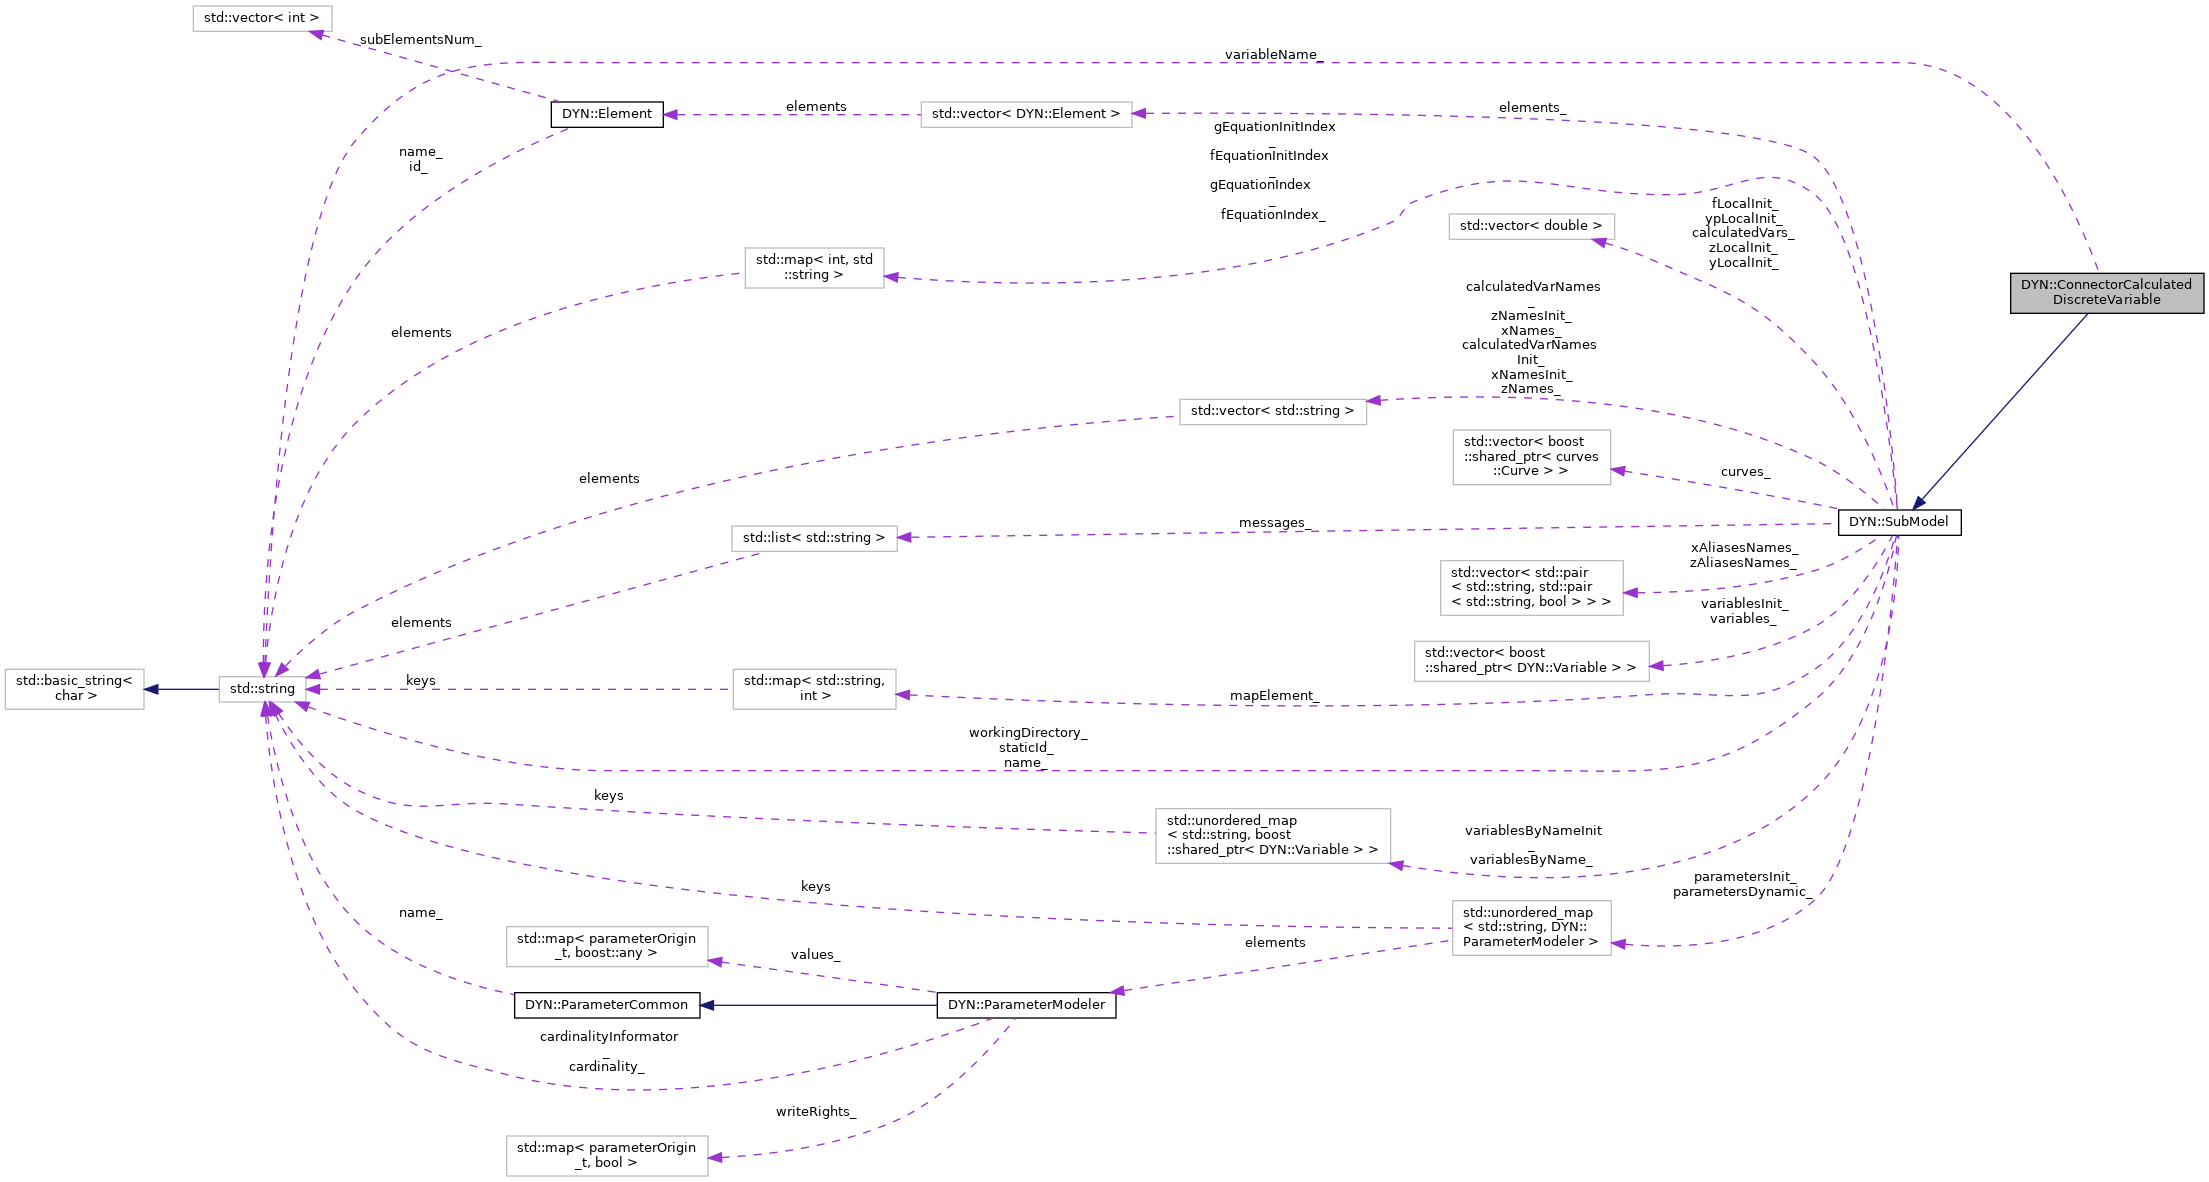 std::vector< int >
subElementsNum_
variableName_
DYN::Element
elements
std::vector< DYN::Element >
elements_
name_
id_
gEquationInitIndex
_
fEquationInitIndex
_
gEquationIndex
_
fEquationIndex_
std::vector< double >
fLocalInit_
ypLocalInit_
calculatedVars_
zLocalInit_
yLocalInit_
std::map< int, std
::string >
DYN::ConnectorCalculated
DiscreteVariable
elements
calculatedVarNames
_
zNamesInit_
xNames_
calculatedVarNames
Init_
xNamesInit_
zNames_
std::vector< std::string >
std::vector< boost
::shared_ptr< curves
::Curve > >
curves_
elements
DYN::SubModel
messages_
std::list< std::string >
xAliasesNames_
zAliasesNames_
std::vector< std::pair
< std::string, std::pair
< std::string, bool > > >
variablesInit_
variables_
elements
std::vector< boost
::shared_ptr< DYN::Variable > >
std::basic_string<
char >
std::string
keys
std::map< std::string,
int >
mapElement_
workingDirectory_
staticId_
name_
keys
std::unordered_map
< std::string, boost
::shared_ptr< DYN::Variable > >
variablesByNameInit
_
variablesByName_
keys
parametersInit_
parametersDynamic_
name_
std::unordered_map
< std::string, DYN::
ParameterModeler >
std::map< parameterOrigin
_t, boost::any >
values_
elements
DYN::ParameterCommon
DYN::ParameterModeler
cardinalityInformator
_
cardinality_
writeRights_
std::map< parameterOrigin
_t, bool >